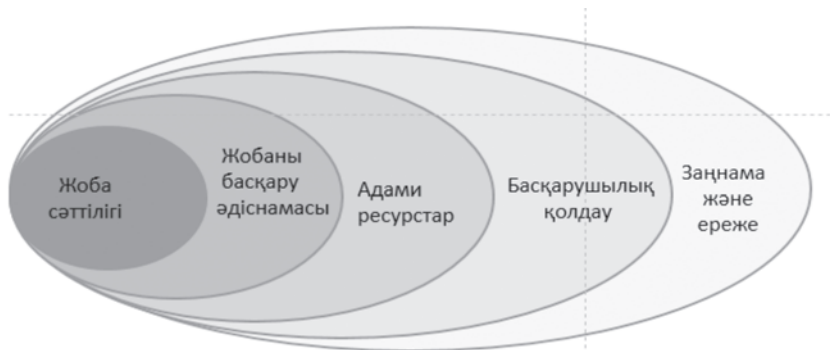 Жоба
сәттілігі
Жобаны
басқару
әдіснамасы
Адами
ресурстар
Басқарушылық
қолдау
Заңнама
және
ереже